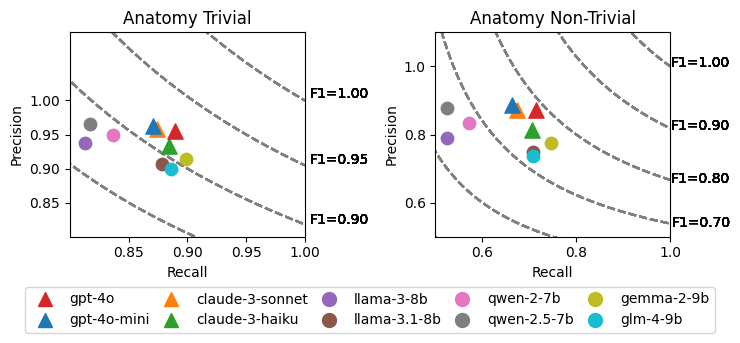 Anatomy Trivial
Precision
1.00
0.95
0.90
0.85
0.85
0.90
0.95
1.00
Recall
F1=1.00
F1=0.95
F1=0.90
Anatomy Non-Trivial
Precision
1.0
0.8
0.6
0.6
0.8
1.0
Recall
F1=1.00
F1=0.90
F1=0.80
F1=0.70
gpt-4o claude-3-sonnet llama-3-8b qwen-2-7b gemma-2-9b
gpt-4o-mini claude-3-haiku llama-3.1-8b qwen-2.5-7b glm-4-9b